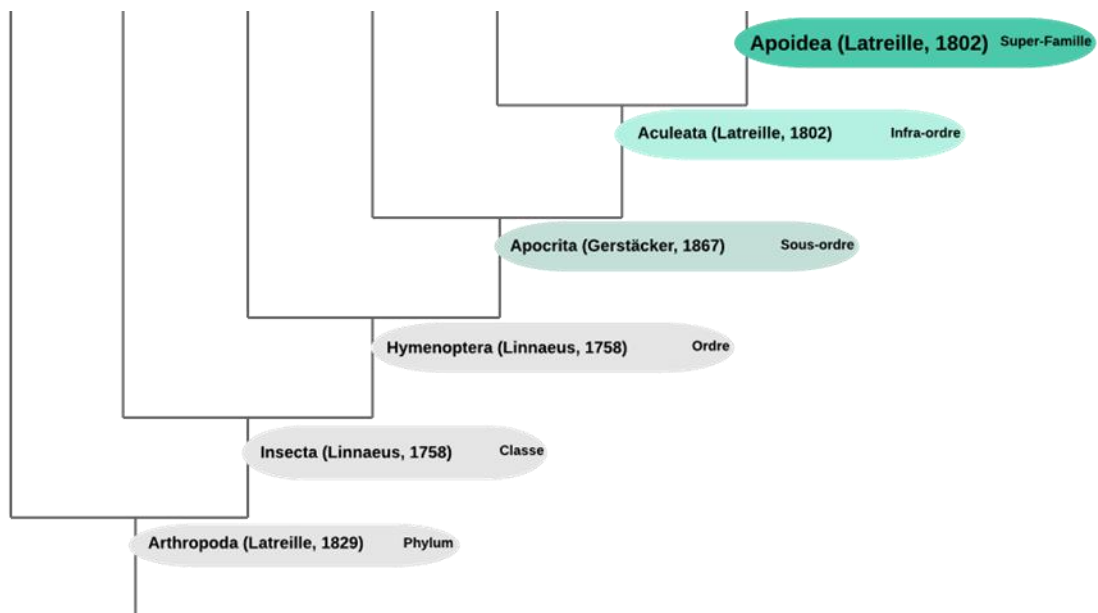 Apoidea (Latreille, 1802) Super-Famille
Aculeata (Latreille, 1802) Infra-ordre
Apocrita (Gerstäcker, 1867) Sous-ordre
Hymenoptera (Linnaeus, 1758) Ordre
Insecta (Linnaeus, 1758) Classe
Arthropoda (Latreille, 1829) Phylum